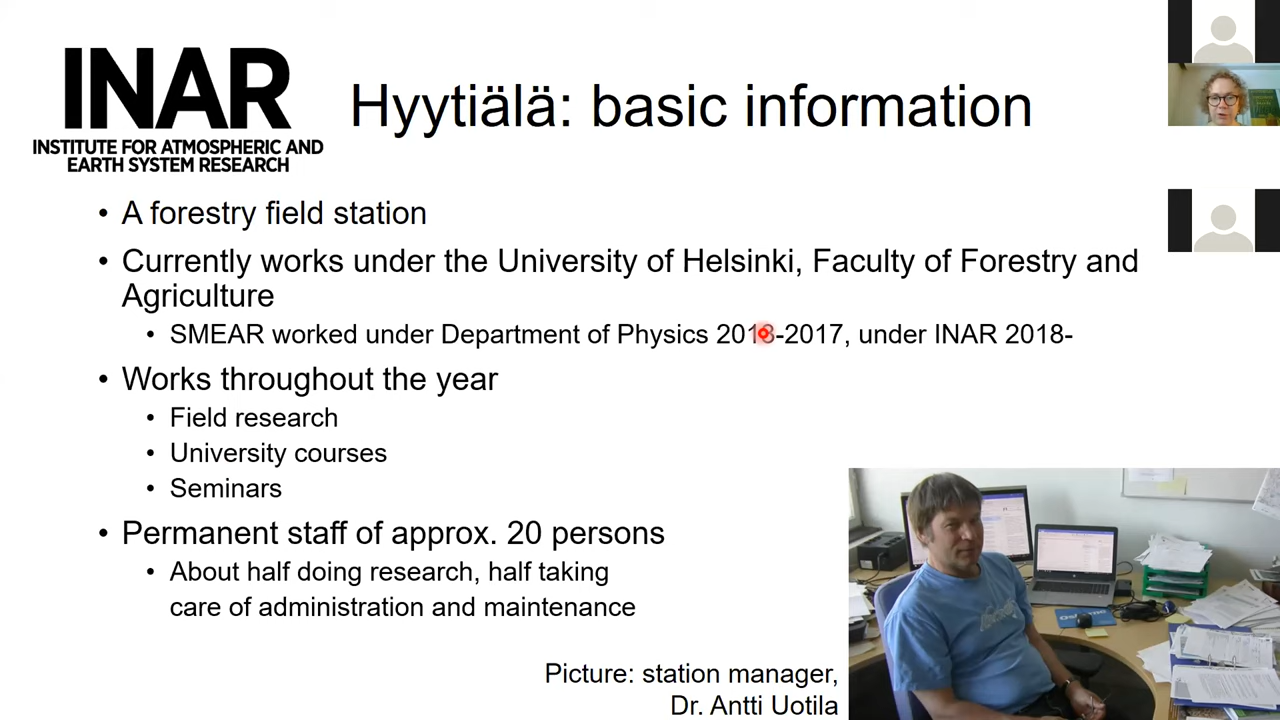 INAR
INSTITUTE FOR ATMOSPHERIC AND
EARTH SYSTEM RESEARCH
Hyytiälä: basic information
• A forestry field station
• Currently works under the University of Helsinki, Faculty of Forestry and
Agriculture
• SMEAR worked under Department of Physics 2013-2017, under INAR 2018-
• Works throughout the year
• Field research
• University courses
• Seminars
• Permanent staff of approx. 20 persons
• About half doing research, half taking
care of administration and maintenance
Picture: station manager,
Dr. Antti Uotila